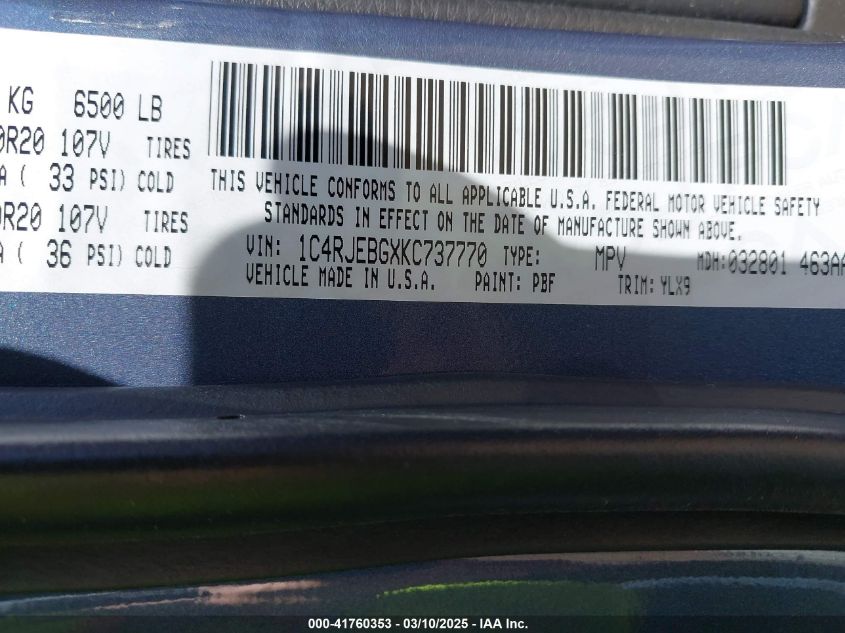 KG 6500 LB
0R20 107V TIRES
A ( 33 PSI) COLD
0R20 107V TIRES
A ( 36 PSI) COLD
THIS VEHICLE CONFORMS TO ALL APPLICABLE U.S.A. FEDERAL MOTOR VEHICLE SAFETY
STANDARDS IN EFFECT ON THE DATE OF MANUFACTURE SHOWN ABOVE.
VIN: 1C4RJEBGXKC737770 TYPE: MPV MDH:032801 463AA
VEHICLE MADE IN U.S.A. PAINT: PBF TRIM: YLX9
000-41760353 - 03/10/2025 - IAA Inc.